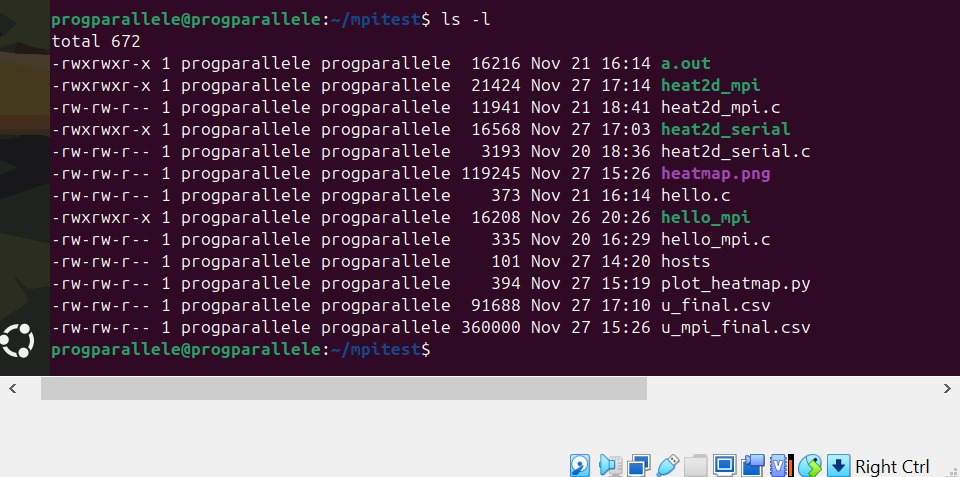 progparallele@progparallele:~/mpitest$ ls -l
total 672
-rwxrwxr-x 1 progparallele progparallele  16216 Nov 21 16:14 a.out
-rwxrwxr-x 1 progparallele progparallele  21424 Nov 27 17:14 heat2d_mpi
-rw-rw-r-- 1 progparallele progparallele  11941 Nov 21 18:41 heat2d_mpi.c
-rwxrwxr-x 1 progparallele progparallele  16568 Nov 27 17:03 heat2d_serial
-rw-rw-r-- 1 progparallele progparallele   3193 Nov 20 18:36 heat2d_serial.c
-rw-rw-r-- 1 progparallele progparallele 119245 Nov 27 15:26 heatmap.png
-rw-rw-r-- 1 progparallele progparallele    373 Nov 21 16:14 hello.c
-rwxrwxr-x 1 progparallele progparallele  16208 Nov 26 20:26 hello_mpi
-rw-rw-r-- 1 progparallele progparallele    335 Nov 20 16:29 hello_mpi.c
-rw-rw-r-- 1 progparallele progparallele    101 Nov 27 14:20 hosts
-rw-rw-r-- 1 progparallele progparallele    394 Nov 27 15:19 plot_heatmap.py
-rw-rw-r-- 1 progparallele progparallele  91688 Nov 27 17:10 u_final.csv
-rw-rw-r-- 1 progparallele progparallele 360000 Nov 27 15:26 u_mpi_final.csv
progparallele@progparallele:~/mpitest$
Right Ctrl